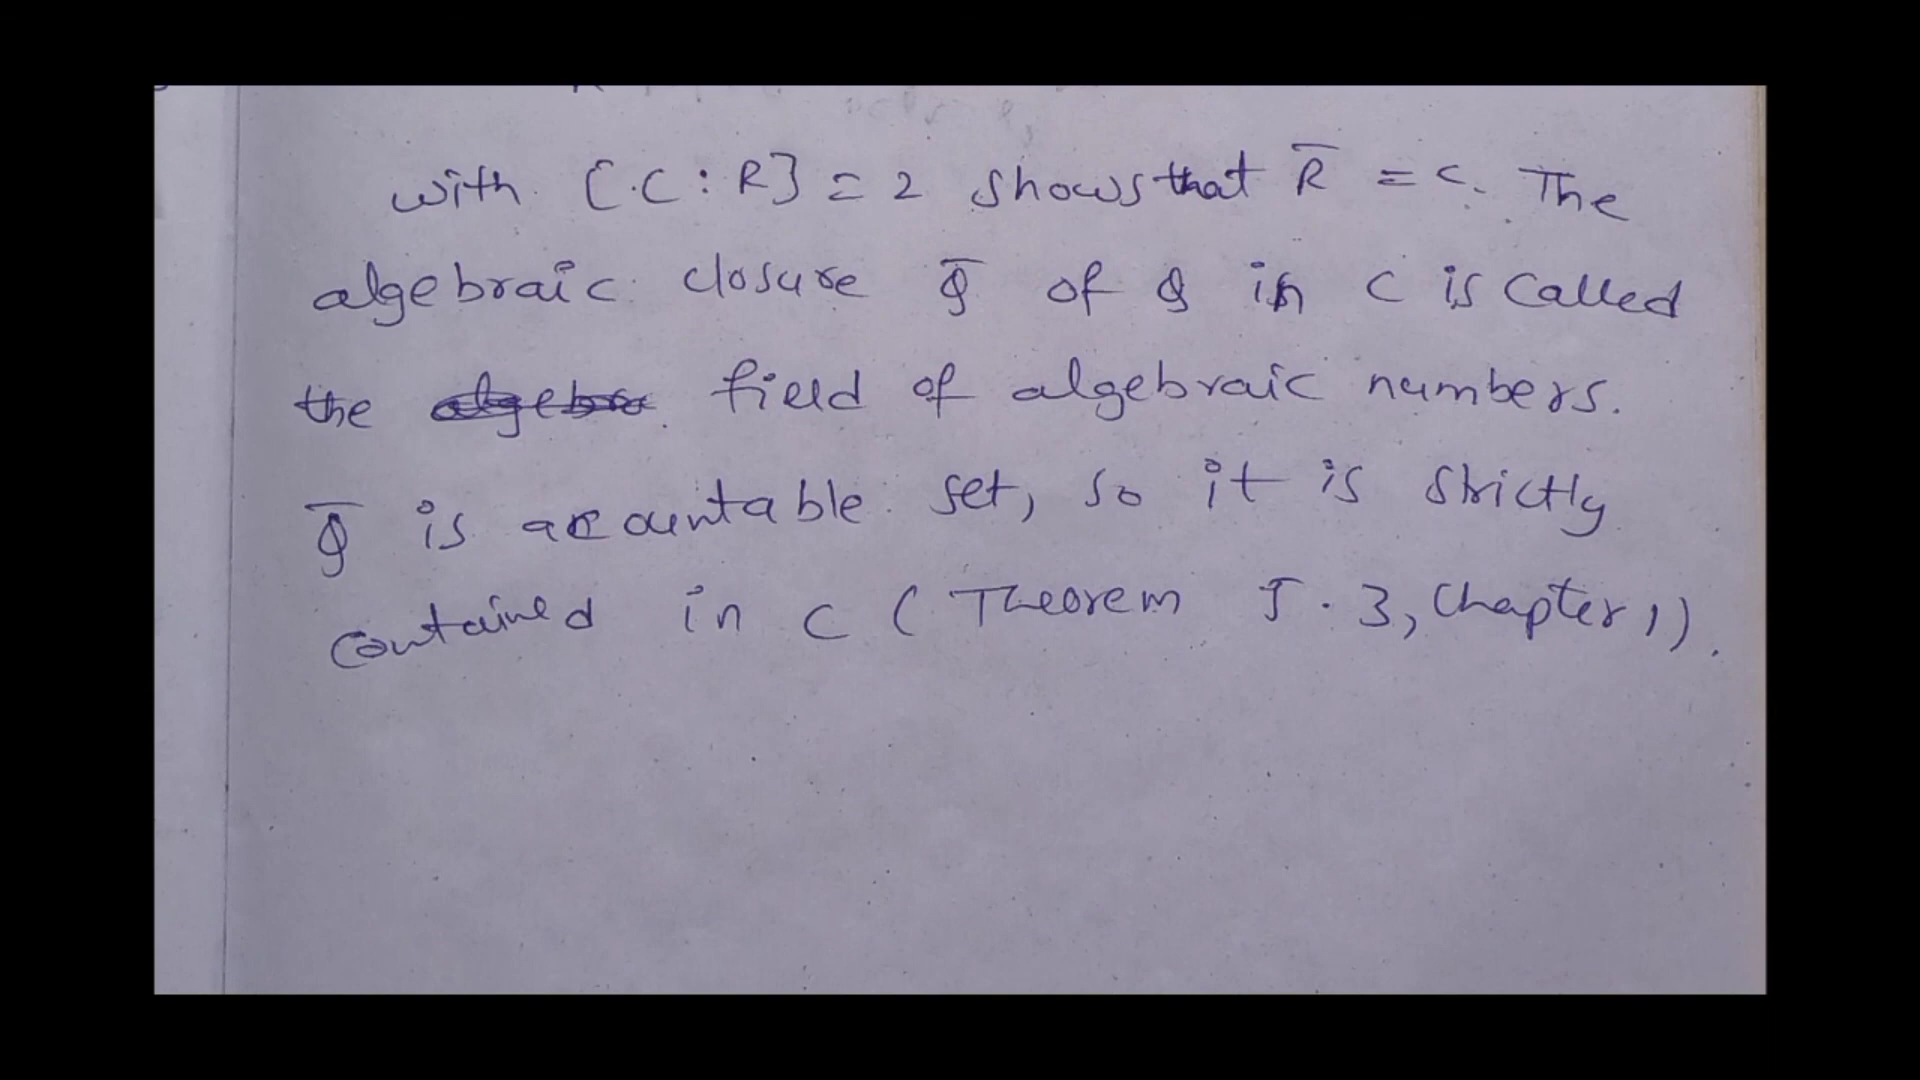 with [C : R] = 2 shows that R̅ = C. The
algebraic closure Q̅ of Q in C is called
the field of algebraic numbers.
Q̅ is a countable set, so it is strictly
contained in C (Theorem 5.3, Chapter 1).